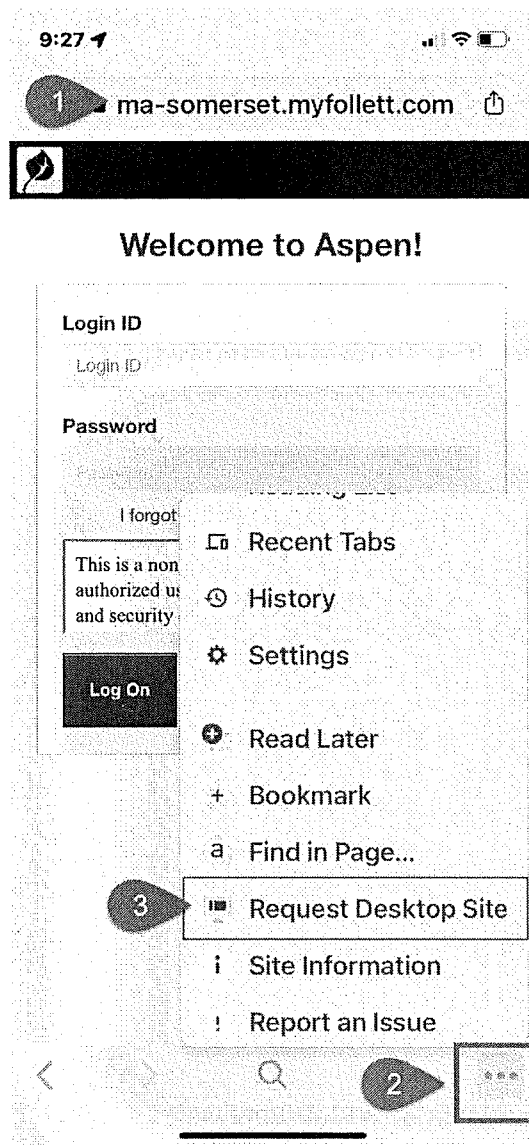 9:27
1
ma-somerset.myfollett.com
Welcome to Aspen!
Login ID
Login ID
Password
I forgot
This is a non
authorized us
and security
Log On
Recent Tabs
History
Settings
Read Later
+ Bookmark
a Find in Page...
3
Request Desktop Site
i Site Information
! Report an Issue
2